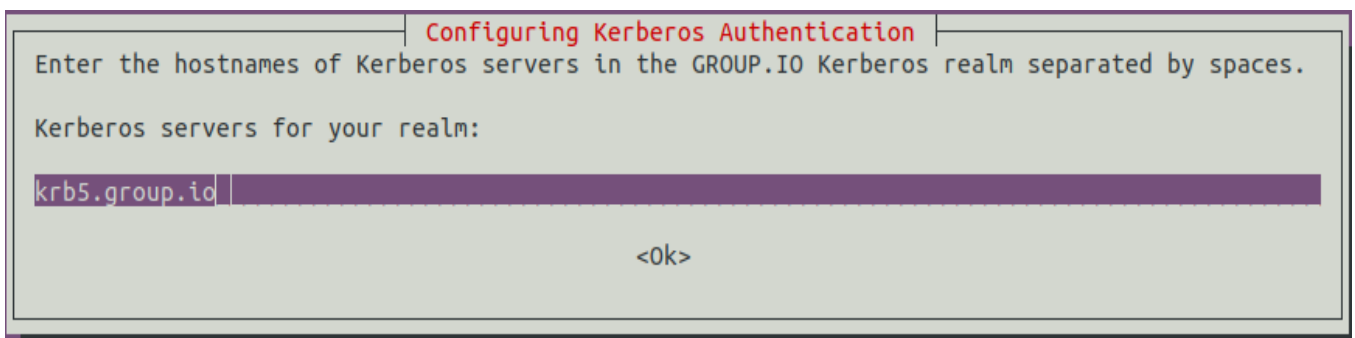 Configuring Kerberos Authentication
Enter the hostnames of Kerberos servers in the GROUP.IO Kerberos realm separated by spaces.
Kerberos servers for your realm:
krb5.group.io
<Ok>